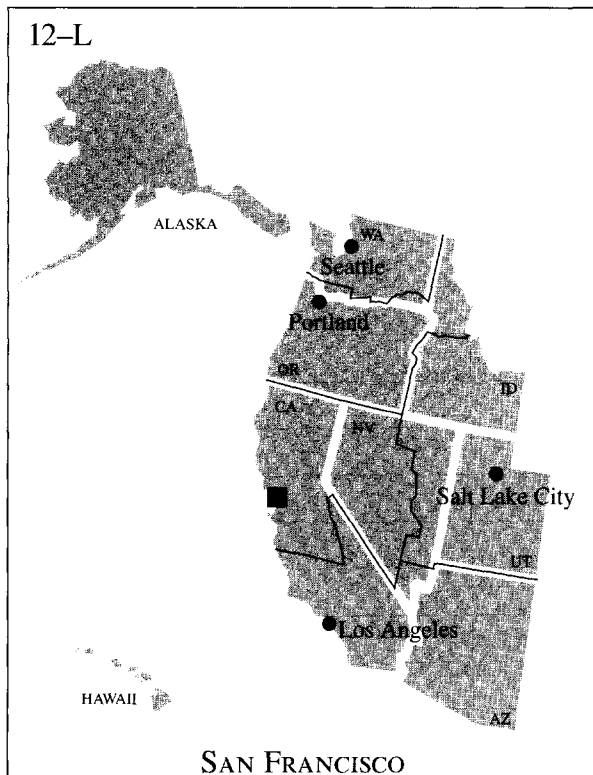 12–L
ALASKA
WA
Seattle
Portland
OR
CA
ID
NV
Salt Lake City
UT
Los Angeles
HAWAII
AZ
SAN FRANCISCO